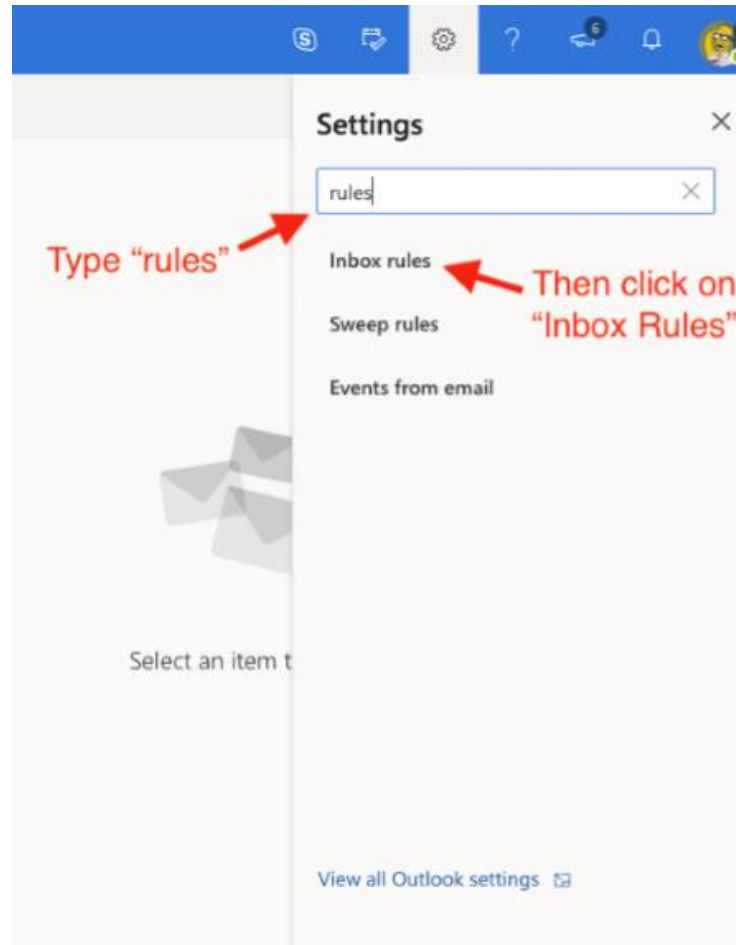 S
?
6
Settings
rules
Type “rules”
Inbox rules
Then click on
“Inbox Rules”
Sweep rules
Events from email
Select an item t
View all Outlook settings